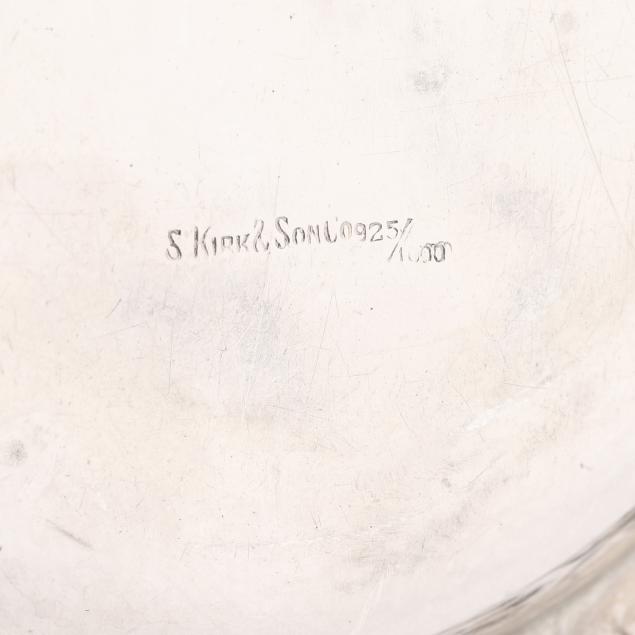 S. KIRK & SON CO 925/1000